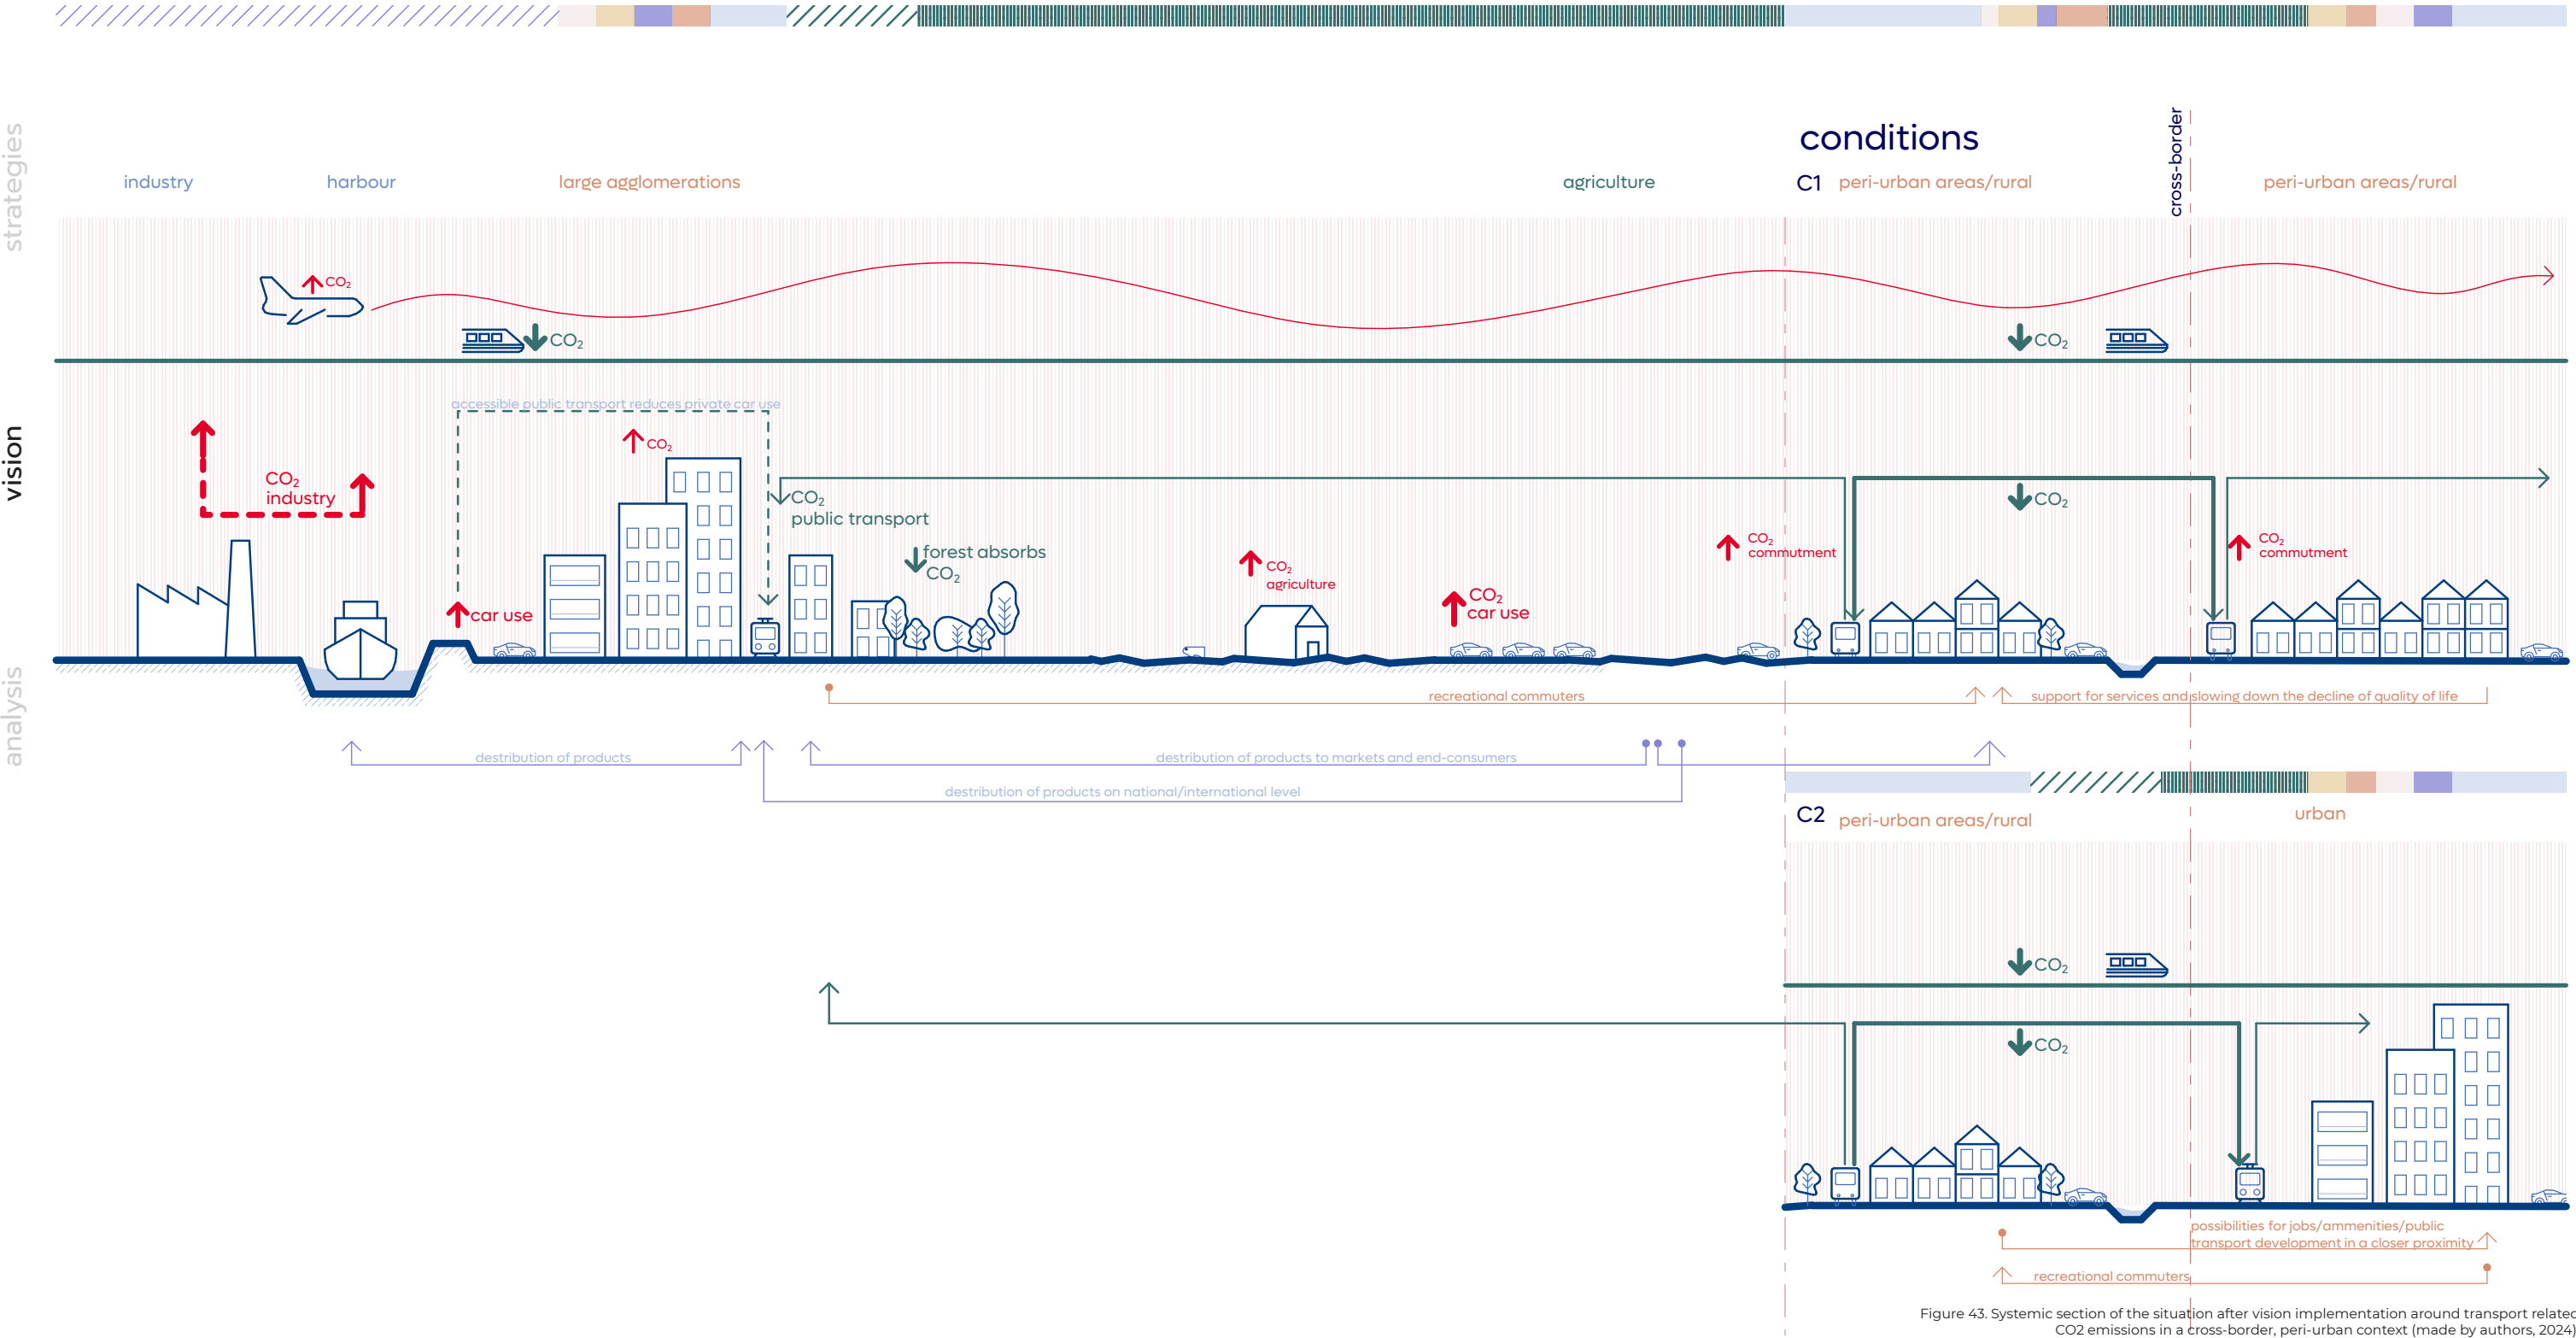 strategies
vision
analysis
conditions
cross-border
industry
harbour
large agglomerations
agriculture
C1
peri-urban areas/rural
peri-urban areas/rural
CO2
CO2
CO2
accessible public transport reduces private car use
CO2
CO2
industry
CO2
public transport
CO2
forest absorbs
CO2
CO2
commutment
CO2
commutment
CO2
agriculture
CO2
car use
car use
recreational commuters
support for services and slowing down the decline of quality of life
destribution of products
destribution of products to markets and end-consumers
destribution of products on national/international level
C2
peri-urban areas/rural
urban
CO2
CO2
possibilities for jobs/ammenities/public
transport development in a closer proximity
recreational commuters
Figure 43. Systemic section of the situation after vision implementation around transport related
CO2 emissions in a cross-border, peri-urban context (made by authors, 2024)